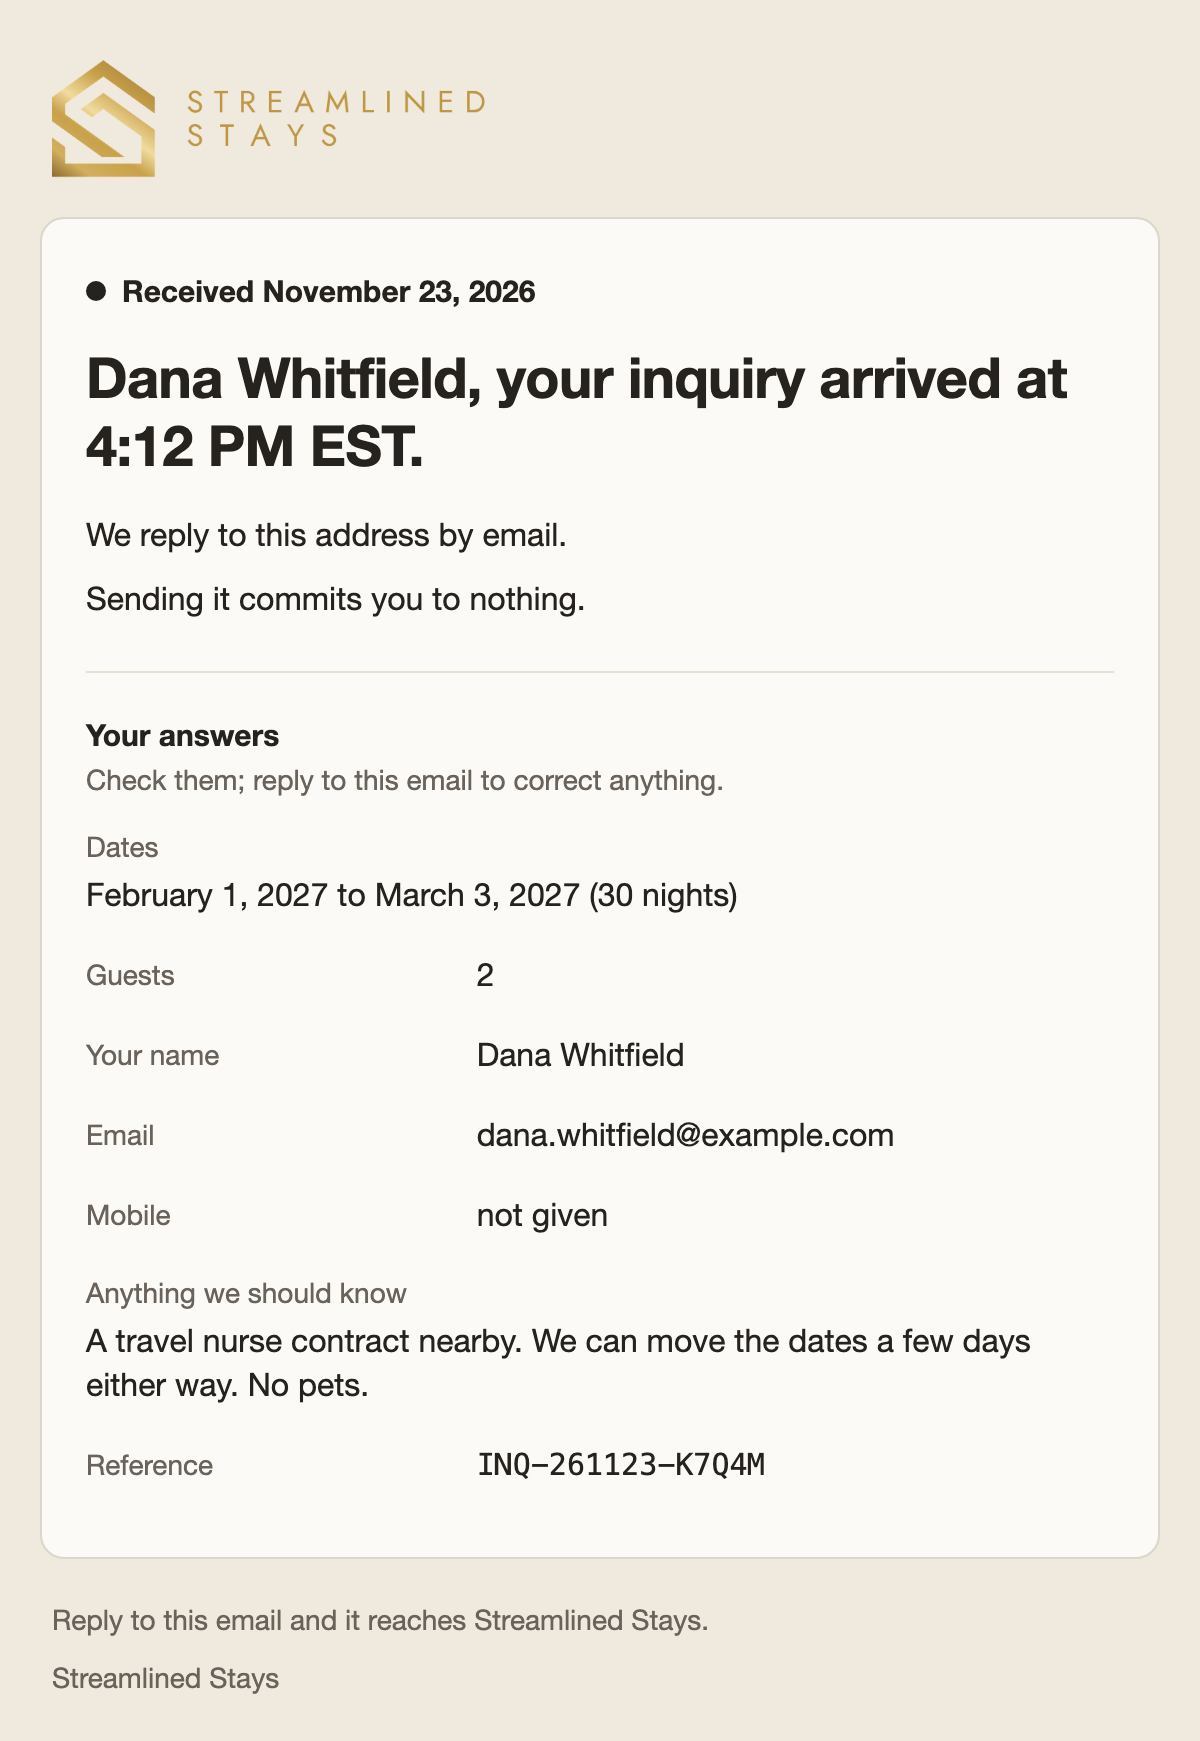 STREAMLINED
STAYS
Received November 23, 2026
Dana Whitfield, your inquiry arrived at
4:12 PM EST.
We reply to this address by email.
Sending it commits you to nothing.
Your answers
Check them; reply to this email to correct anything.
Dates
February 1, 2027 to March 3, 2027 (30 nights)
Guests 2
Your name Dana Whitfield
Email dana.whitfield@example.com
Mobile not given
Anything we should know
A travel nurse contract nearby. We can move the dates a few days
either way. No pets.
Reference INQ-261123-K7Q4M
Reply to this email and it reaches Streamlined Stays.
Streamlined Stays